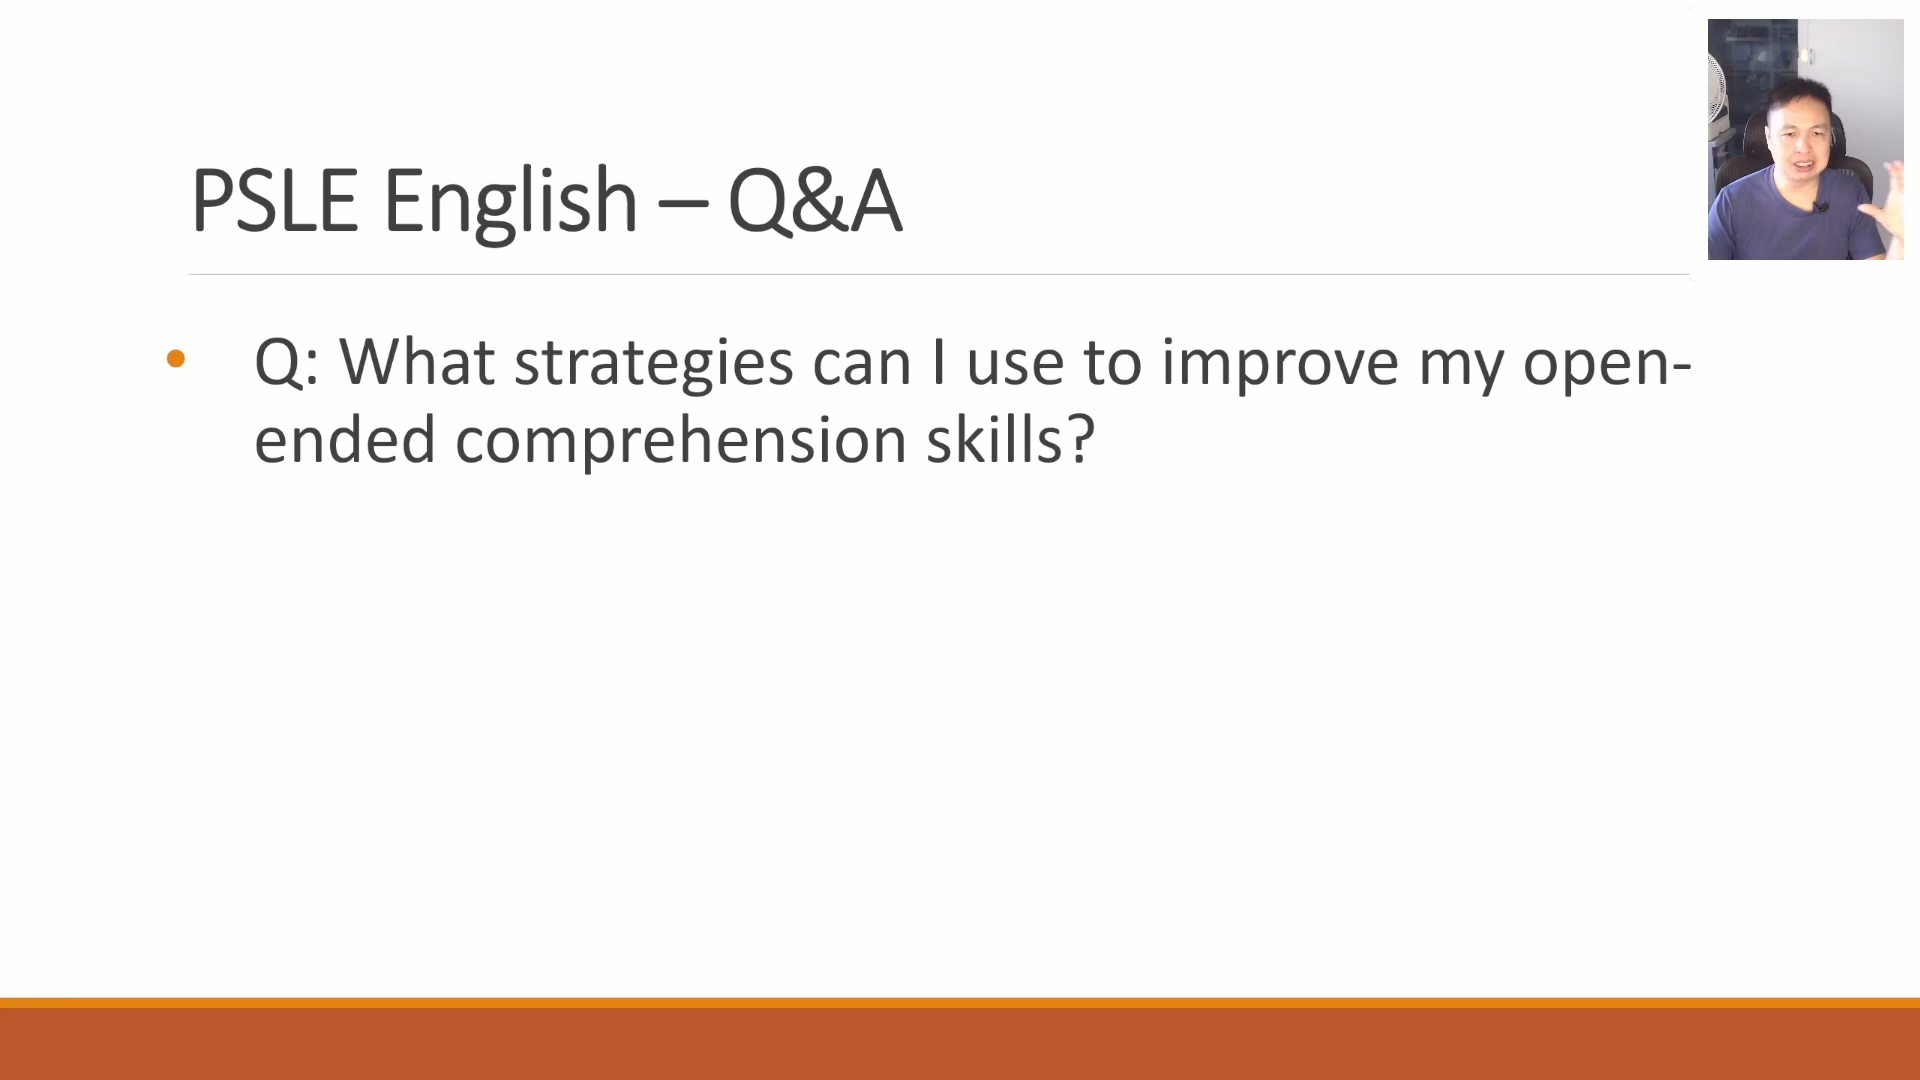 PSLE English – Q&A
• Q: What strategies can I use to improve my open-
ended comprehension skills?